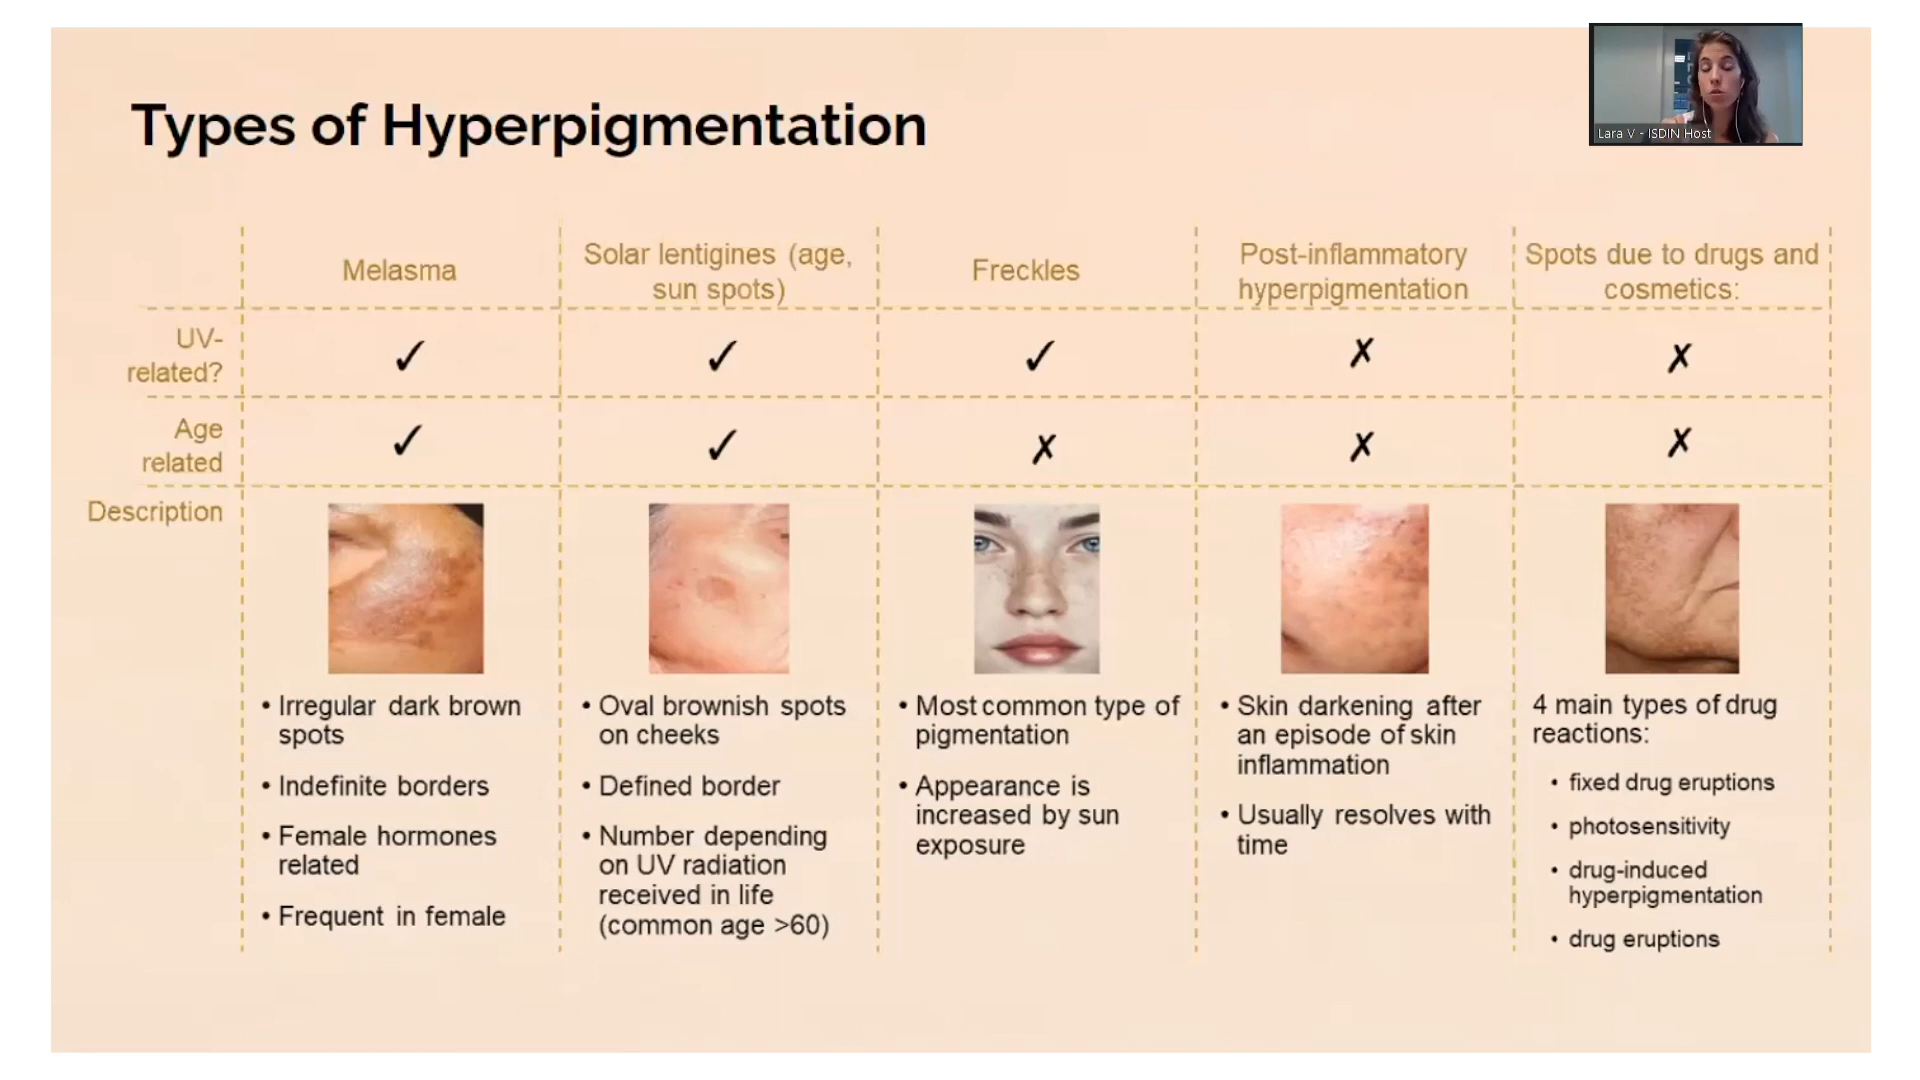 Types of Hyperpigmentation
Lara V - ISDIN Host
Melasma
Solar lentigines (age,
sun spots)
Freckles
Post-inflammatory
hyperpigmentation
Spots due to drugs and
cosmetics:
UV-
related?
✓ ✓ ✓ ✗ ✗
Age
related
✓ ✓ ✗ ✗ ✗
Description
• Irregular dark brown
spots
• Indefinite borders
• Female hormones
related
• Frequent in female
• Oval brownish spots
on cheeks
• Defined border
• Number depending
on UV radiation
received in life
(common age >60)
• Most common type of
pigmentation
• Appearance is
increased by sun
exposure
• Skin darkening after
an episode of skin
inflammation
• Usually resolves with
time
4 main types of drug
reactions:
• fixed drug eruptions
• photosensitivity
• drug-induced
hyperpigmentation
• drug eruptions